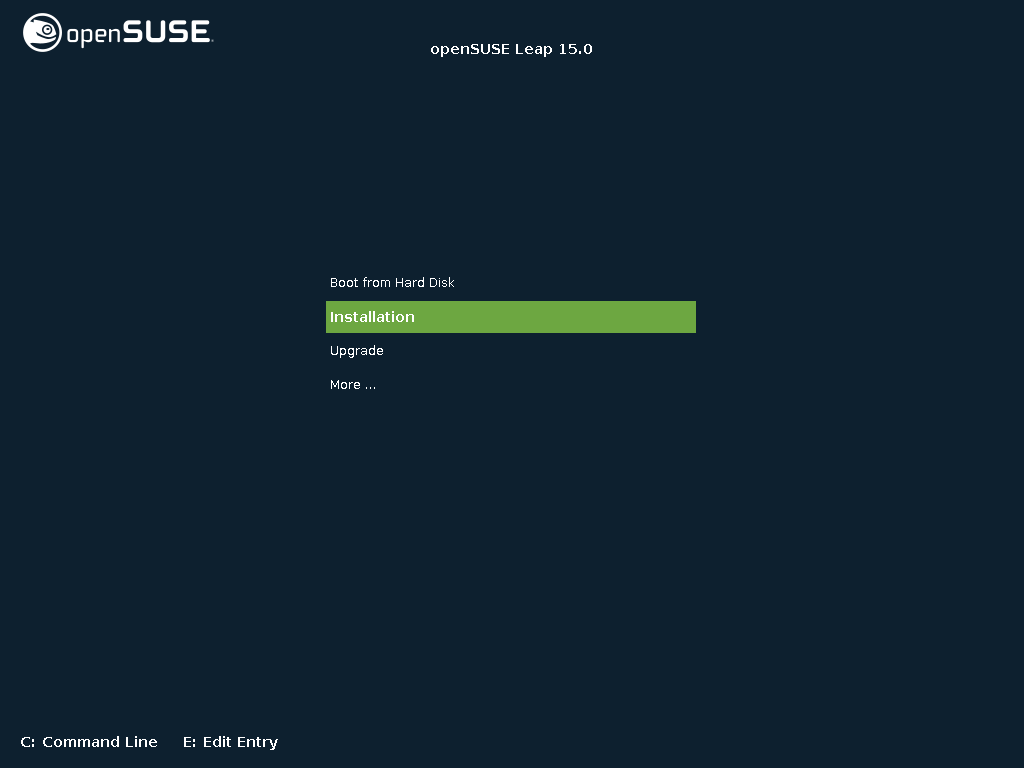 openSUSE
openSUSE Leap 15.0
Boot from Hard Disk
Installation
Upgrade
More ...
C: Command Line E: Edit Entry